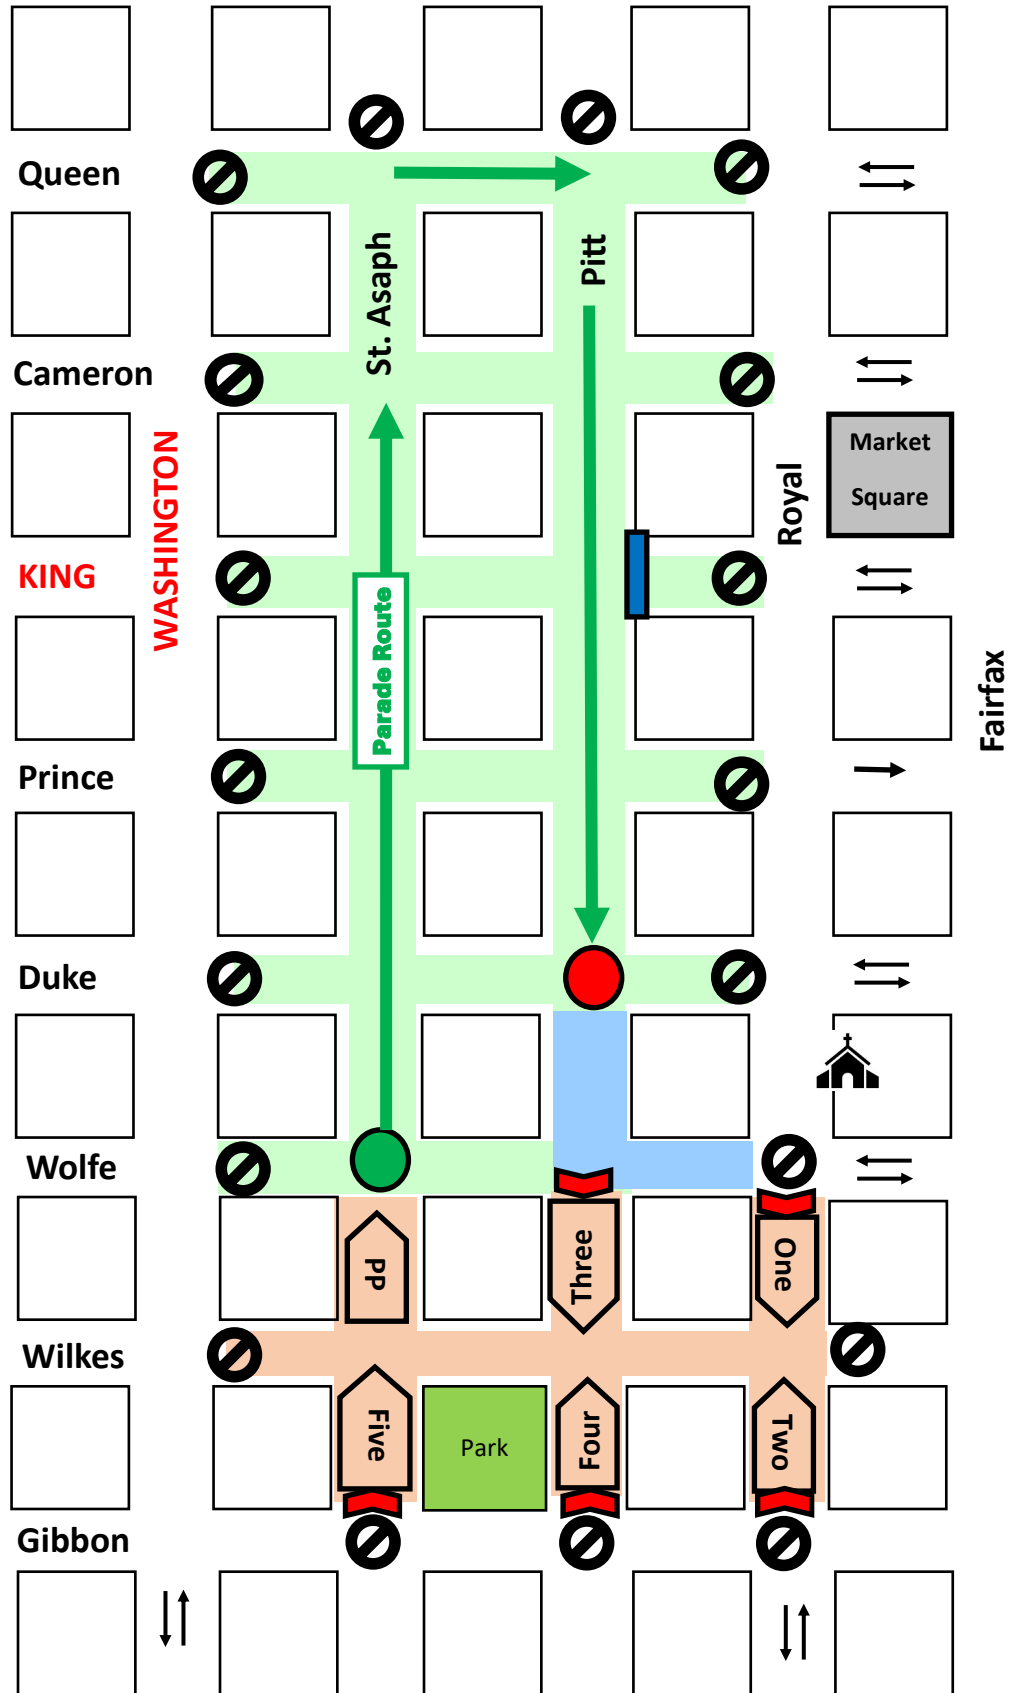 Queen
St. Asaph
Pitt
Cameron
WASHINGTON
Market
Square
Royal
KING
Parade Route
Fairfax
Prince
Duke
Wolfe
PP
Three
One
Wilkes
Five
Park
Four
Two
Gibbon